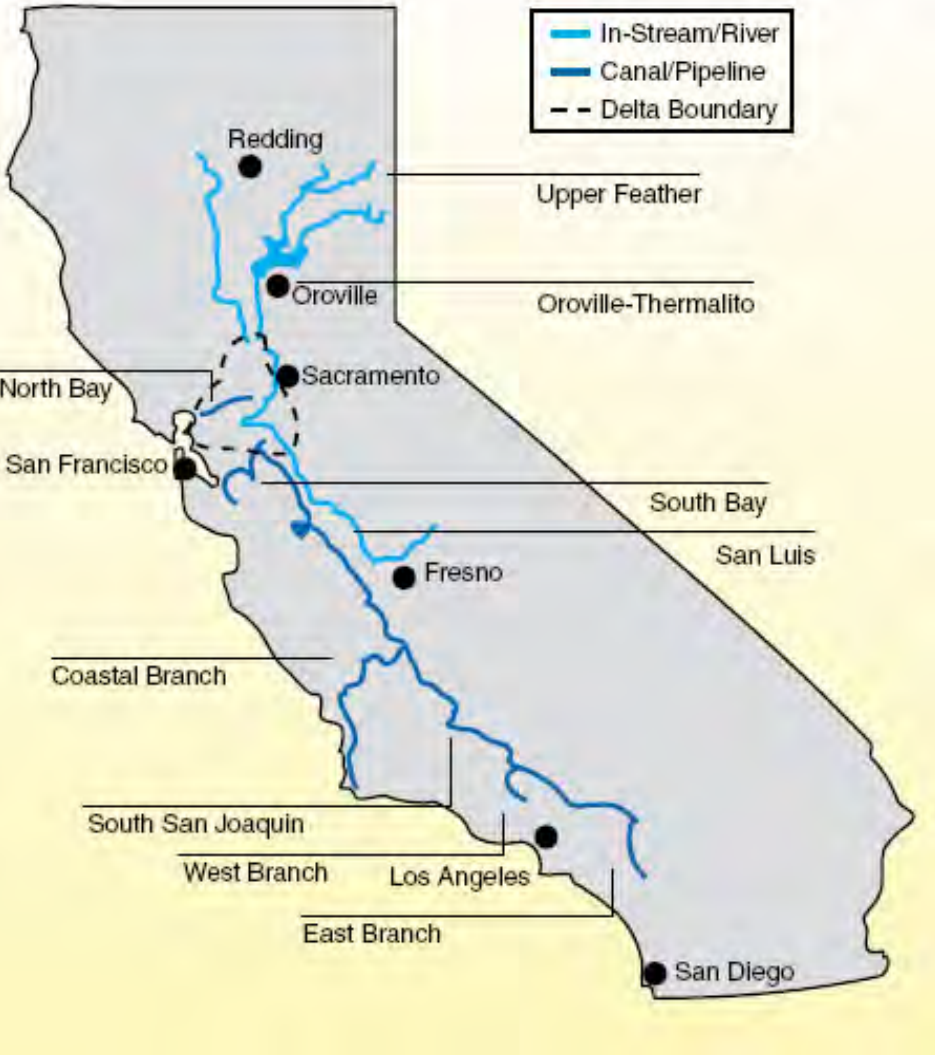 In-Stream/River
Canal/Pipeline
Delta Boundary
Redding
Upper Feather
Oroville
Oroville-Thermalito
North Bay
Sacramento
San Francisco
South Bay
San Luis
Fresno
Coastal Branch
South San Joaquin
West Branch
Los Angeles
East Branch
San Diego